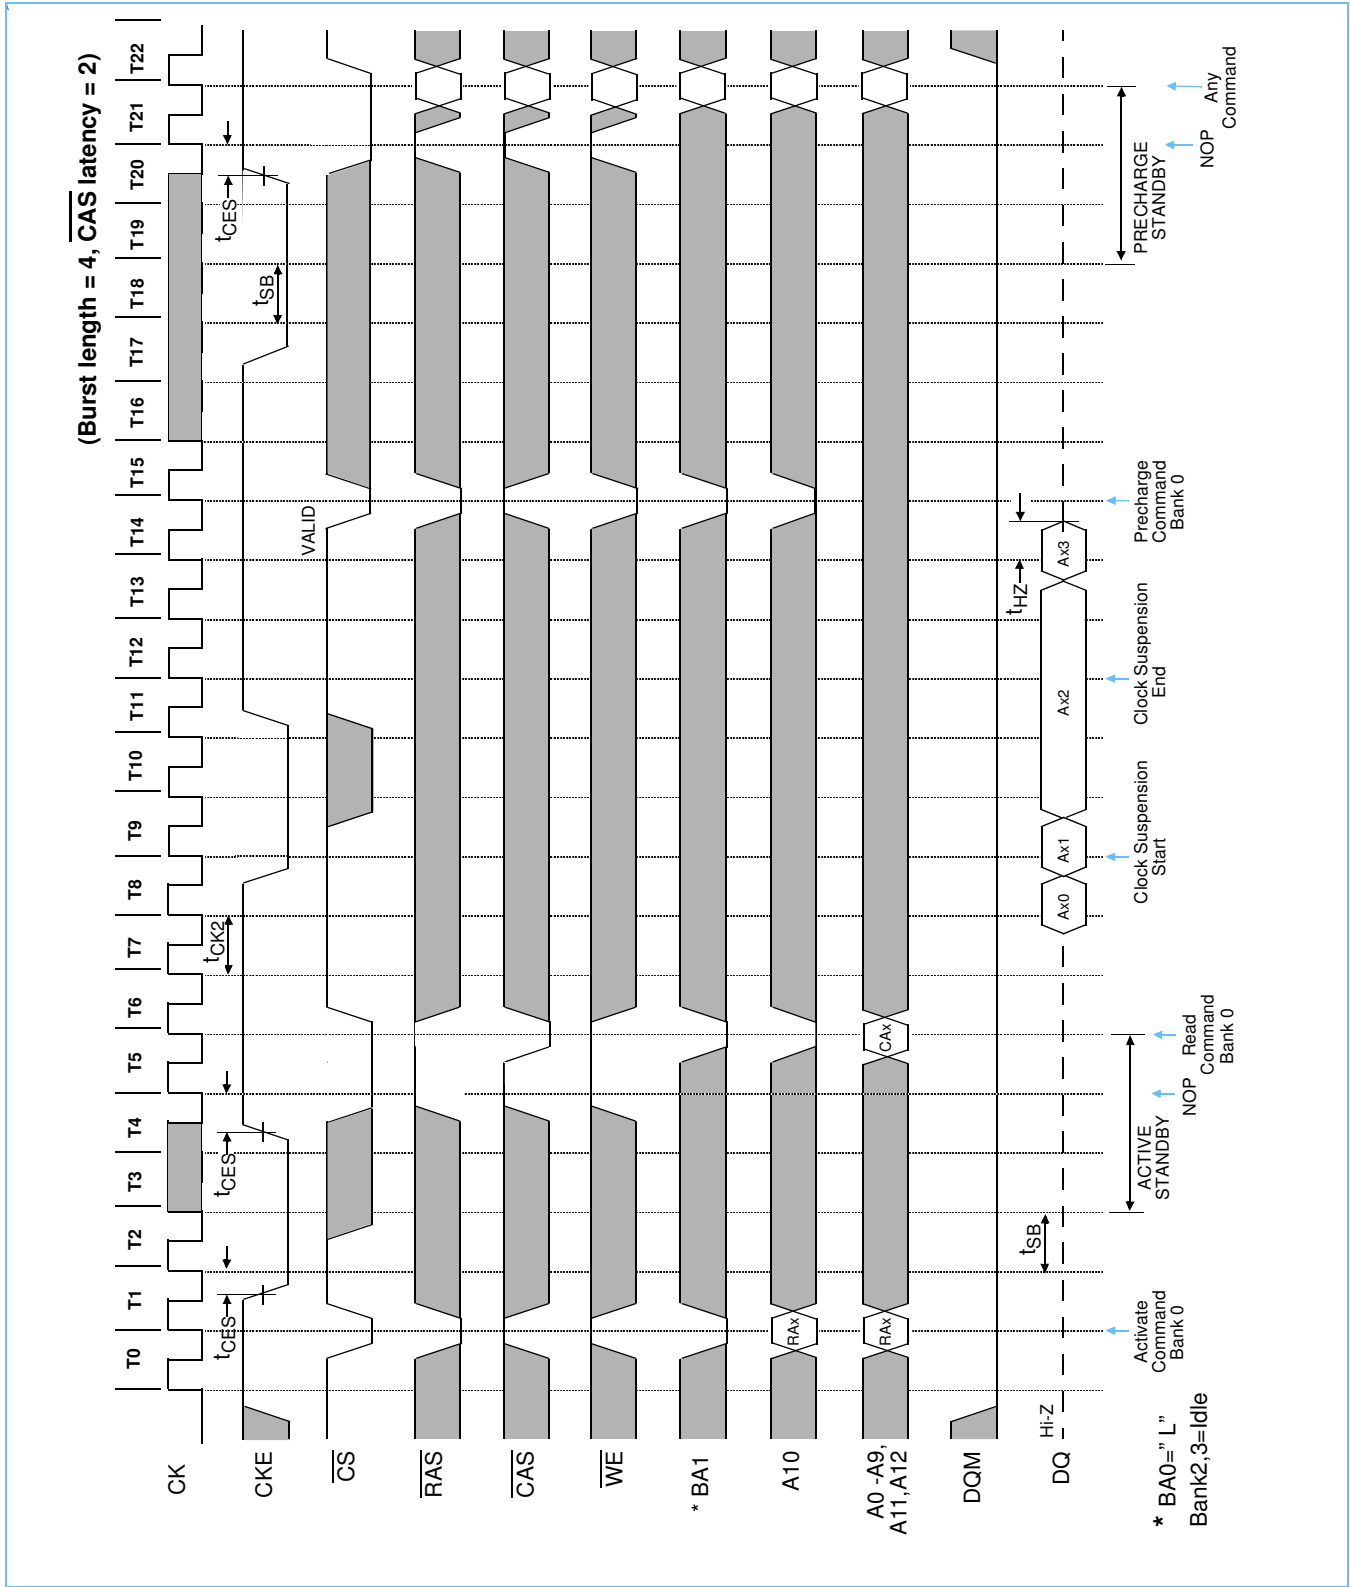 (Burst length = 4, CAS latency = 2)
T0 T1 T2 T3 T4 T5 T6 T7 T8 T9 T10 T11 T12 T13 T14 T15 T16 T17 T18 T19 T20 T21 T22
CK
tCK2
CKE
tCES
tCES
tSB
tCES
CS
VALID
RAS
CAS
WE
* BA1
A10
RAx
A0 -A9,
A11,A12
RAx
CAx
DQM
DQ
Hi-Z
tSB
Ax0
Ax1
Ax2
Ax3
tHZ
Activate
Command
Bank 0
ACTIVE
STANDBY
NOP
Read
Command
Bank 0
Clock Suspension
Start
Clock Suspension
End
Precharge
Command
Bank 0
PRECHARGE
STANDBY
NOP
Any
Command
* BA0=” L”
Bank2,3=Idle